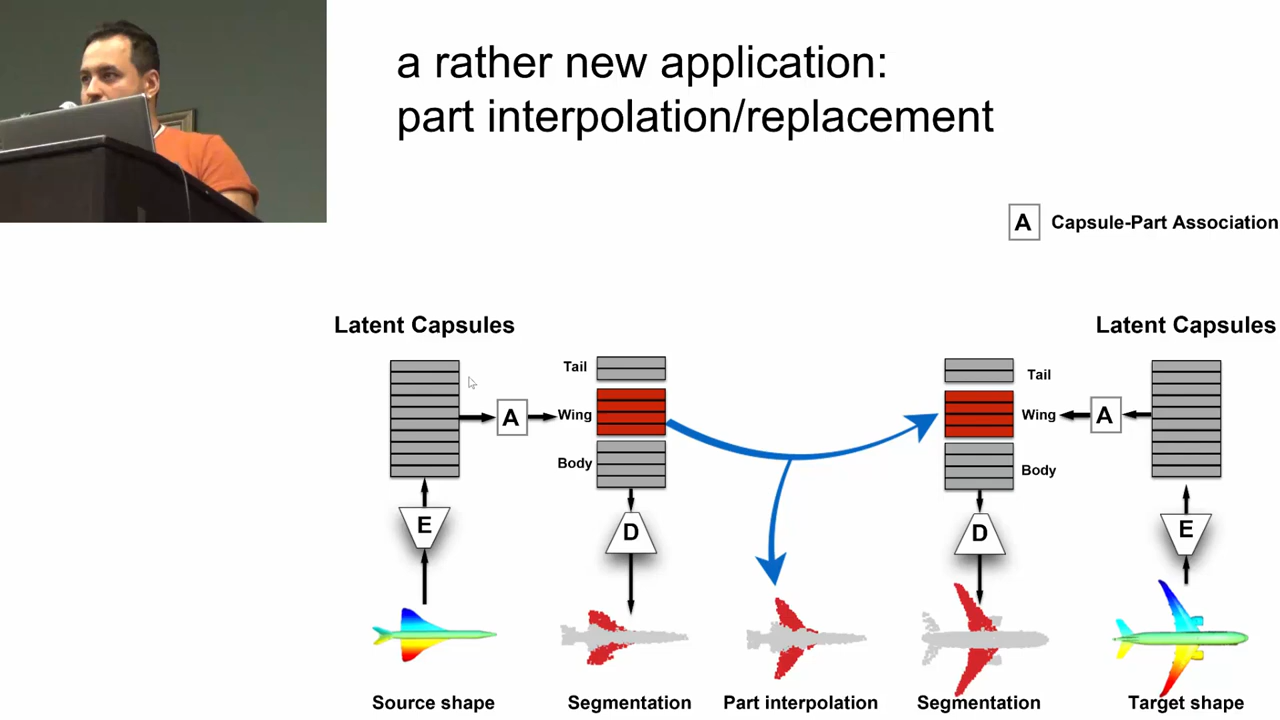 a rather new application:
part interpolation/replacement
A Capsule-Part Association
Latent Capsules
Latent Capsules
Tail
Wing
Body
A
E
D
Tail
Wing
Body
A
D
E
Source shape
Segmentation
Part interpolation
Segmentation
Target shape